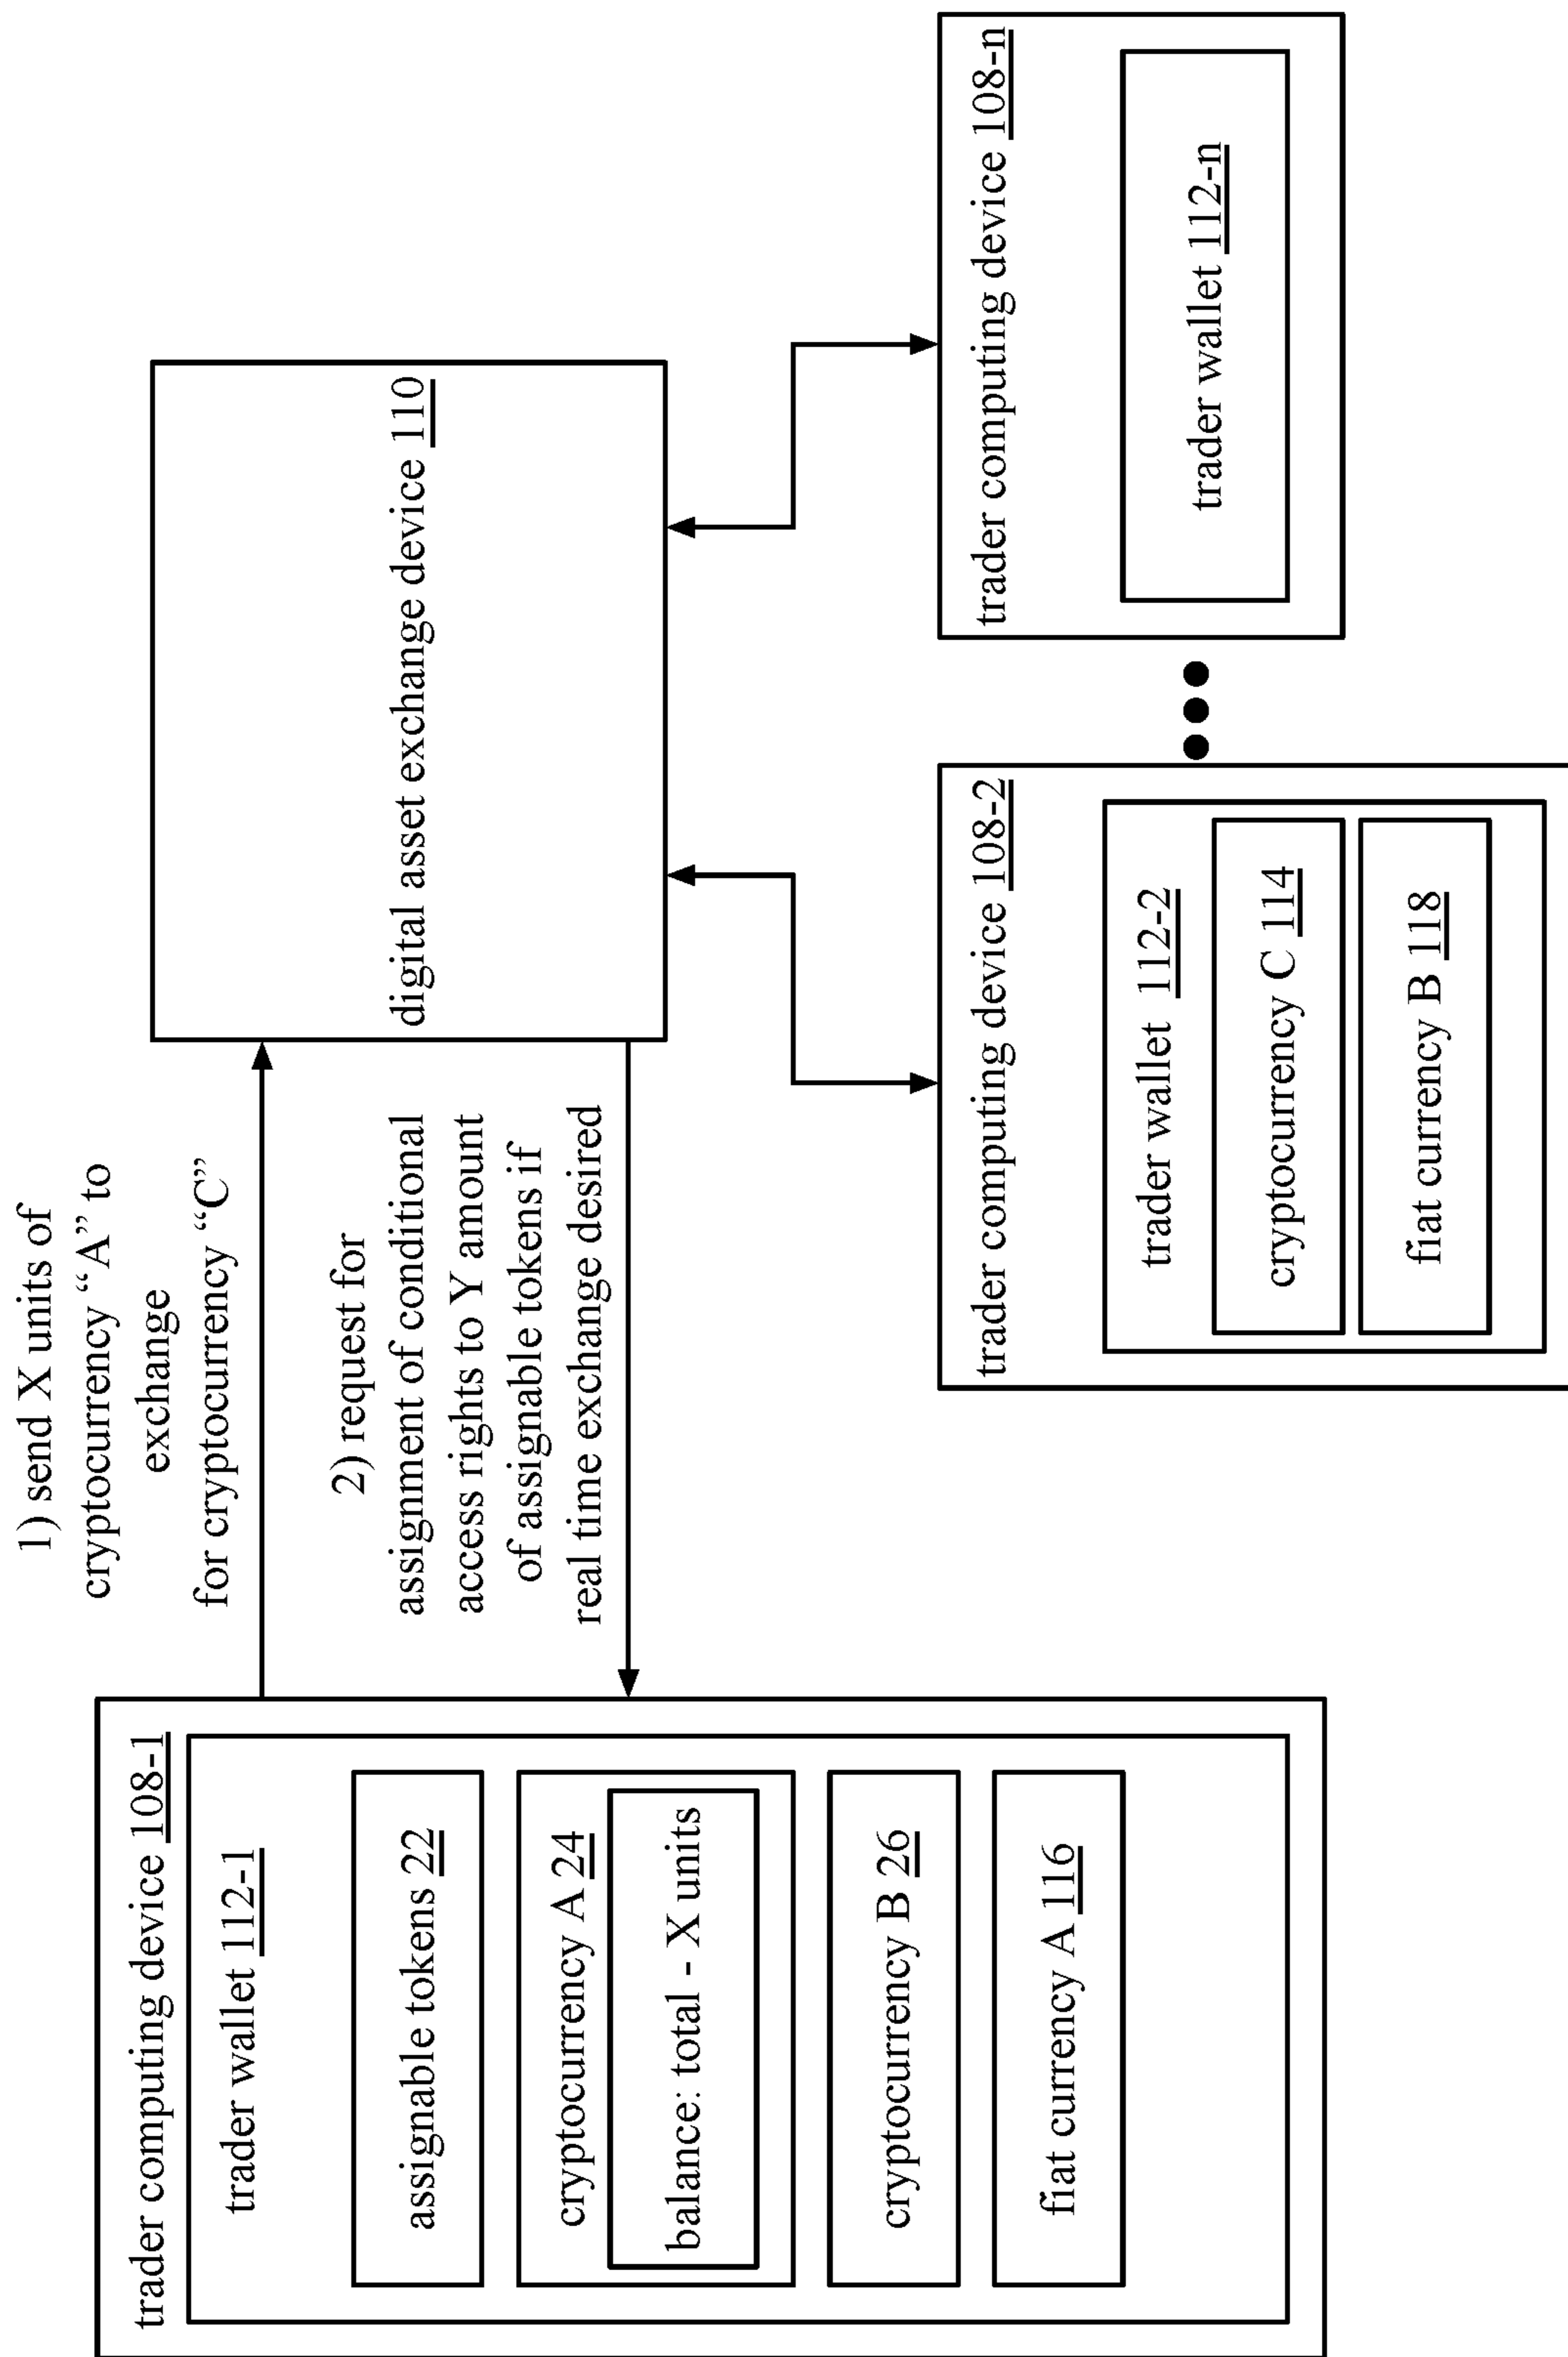 trader computing device 108-1
trader wallet 112-1
assignable tokens 22
cryptocurrency A 24
balance: total - X units
cryptocurrency B 26
fiat currency A 116
1) send X units of
cryptocurrency “A” to
exchange
for cryptocurrency “C”
2) request for
assignment of conditional
access rights to Y amount
of assignable tokens if
real time exchange desired
digital asset exchange device 110
trader computing device 108-2
trader wallet 112-2
cryptocurrency C 114
fiat currency B 118
trader computing device 108-n
trader wallet 112-n